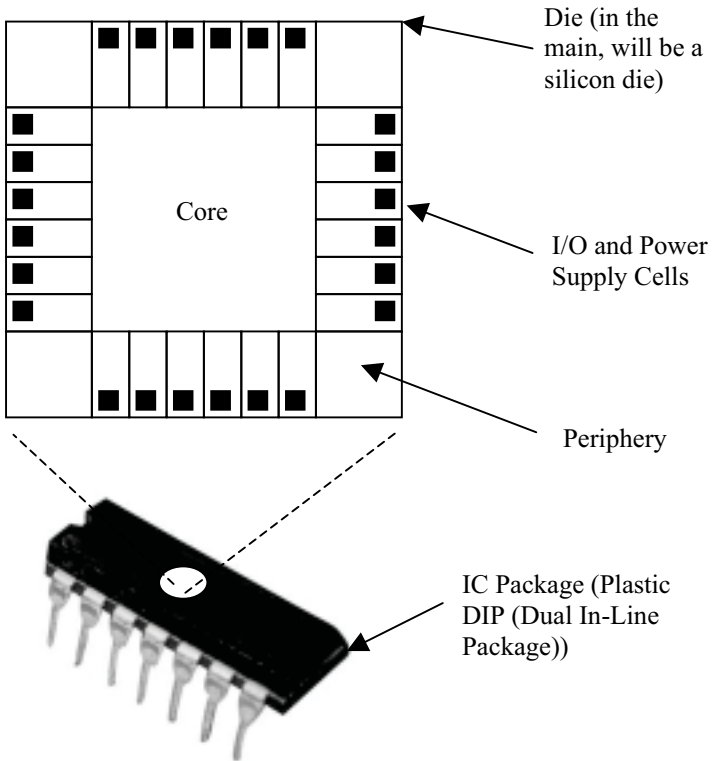 Die (in the
main, will be a
silicon die)
Core
I/O and Power
Supply Cells
Periphery
IC Package (Plastic
DIP (Dual In-Line
Package))